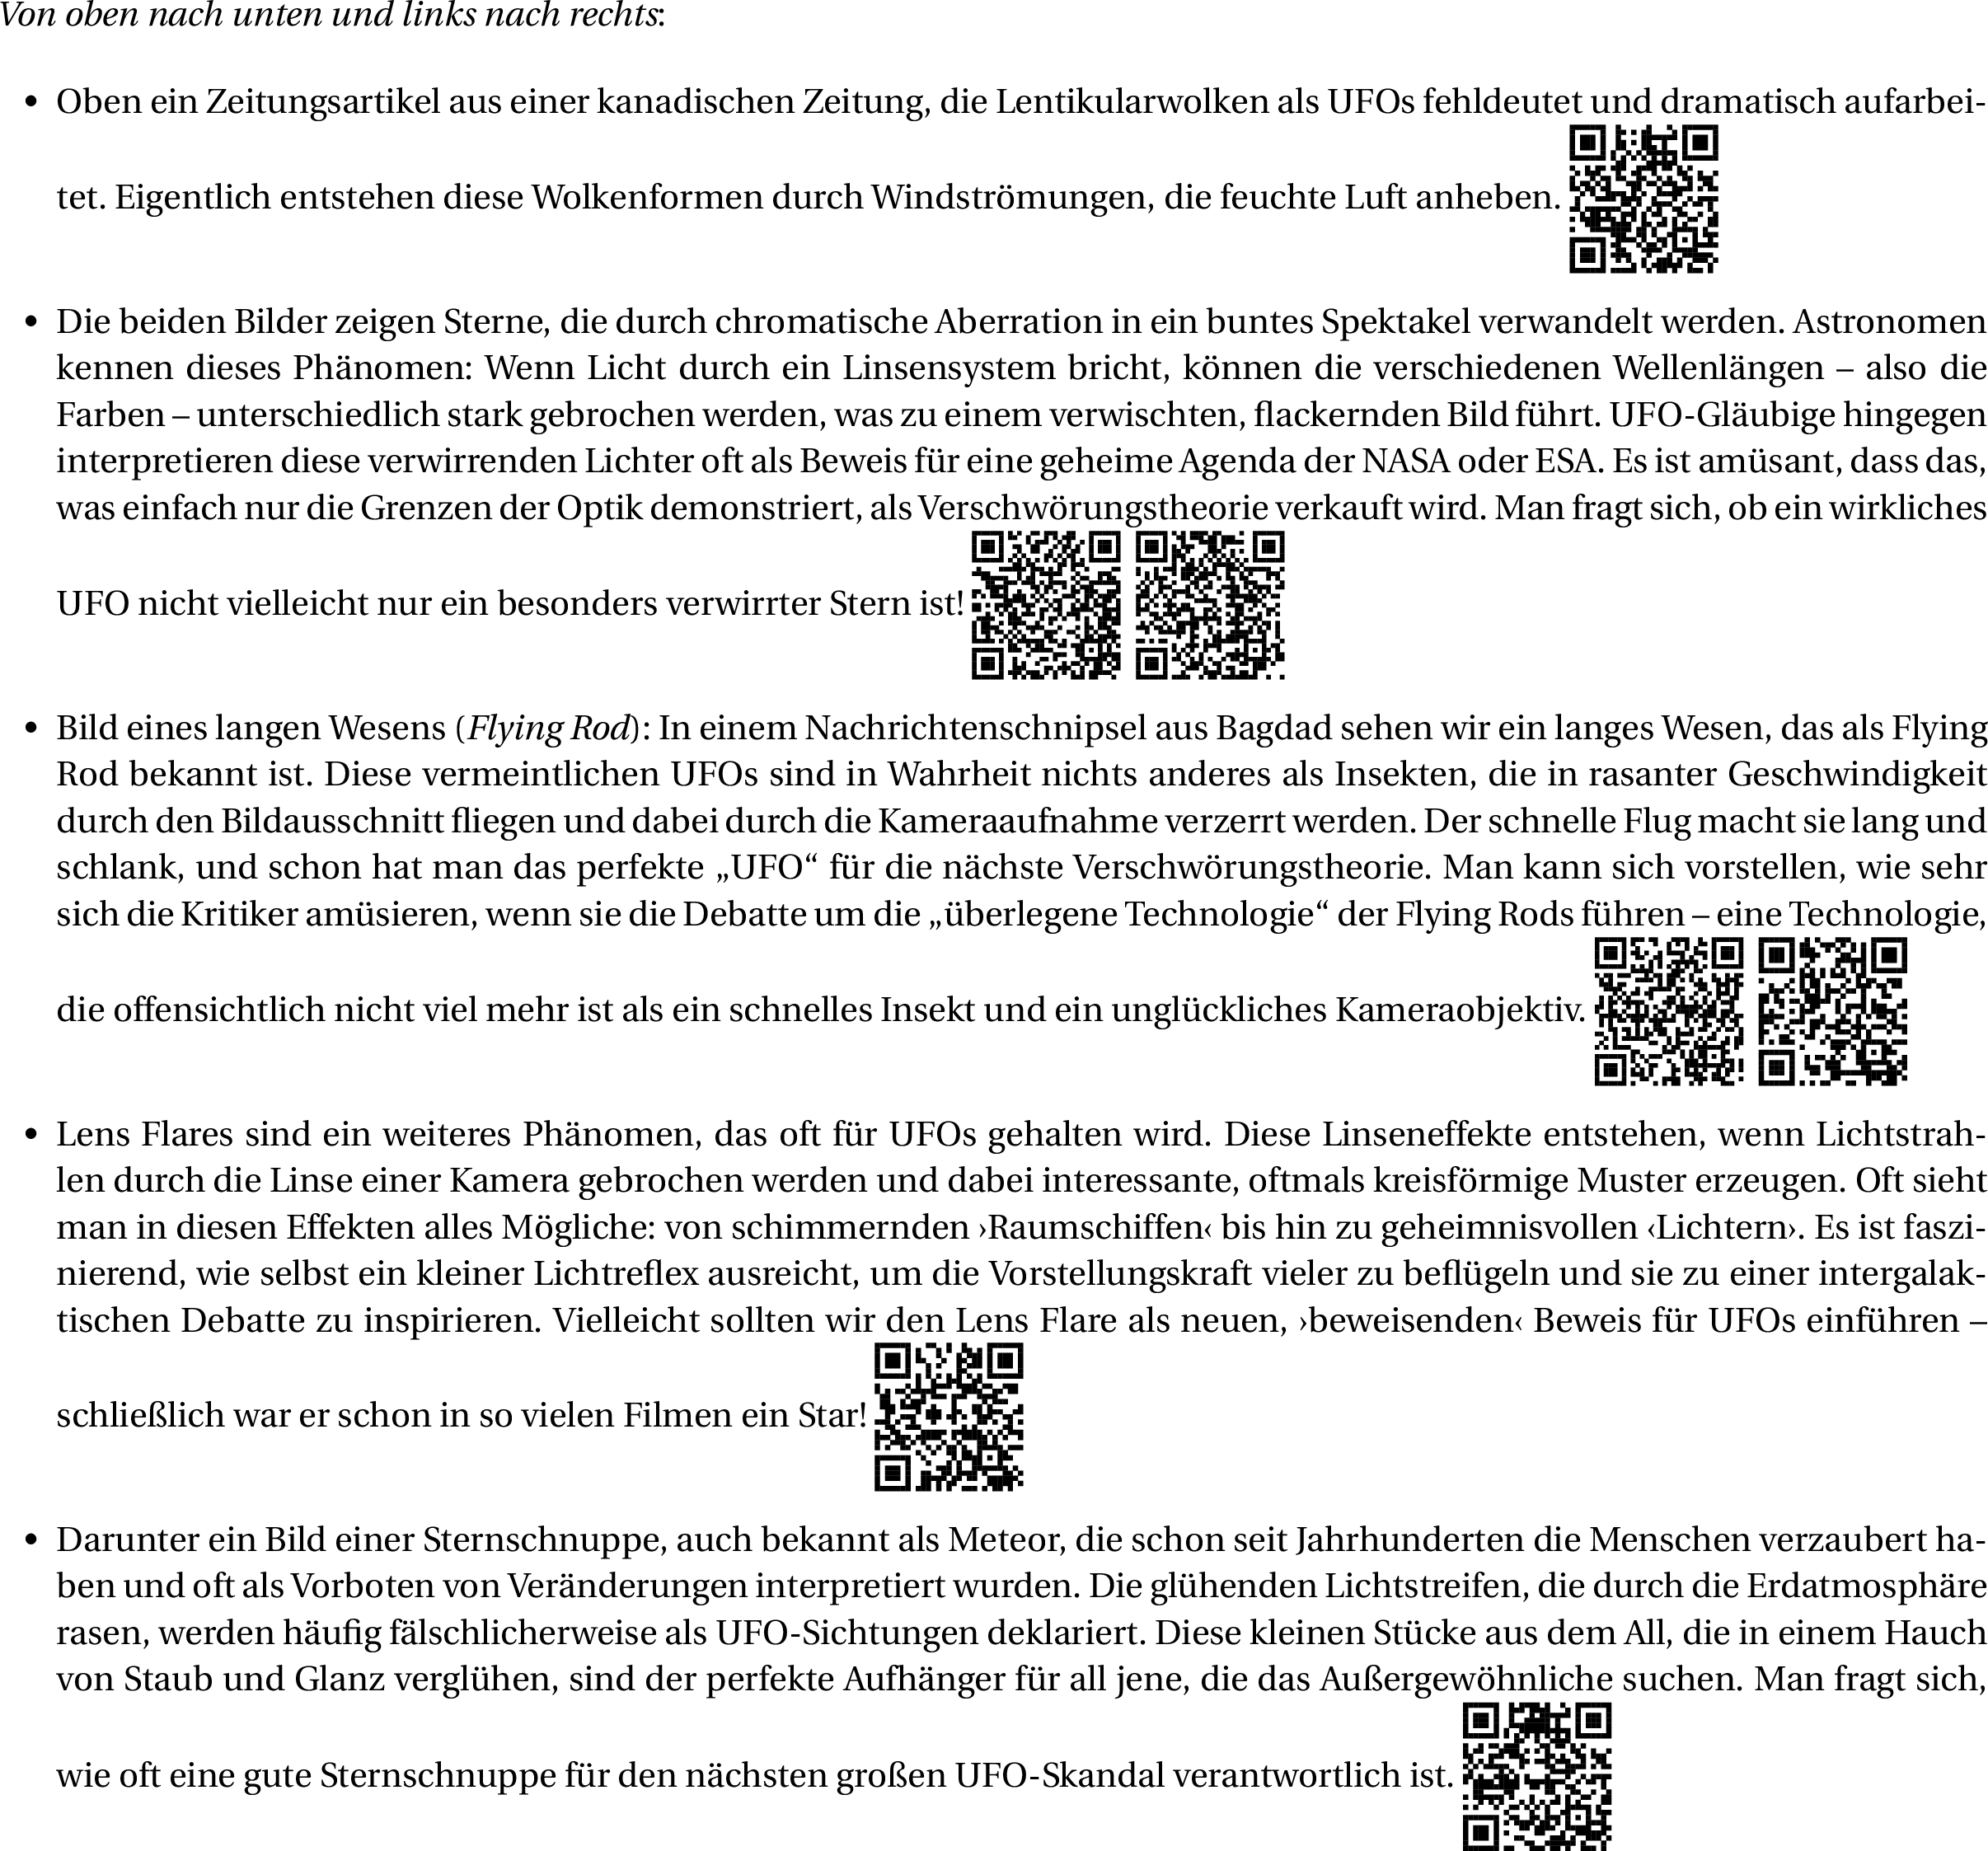 Von oben nach unten und links nach rechts:
• Oben ein Zeitungsartikel aus einer kanadischen Zeitung, die Lentikularwolken als UFOs fehldeutet und dramatisch aufarbei-
tet. Eigentlich entstehen diese Wolkenformen durch Windströmungen, die feuchte Luft anheben.
• Die beiden Bilder zeigen Sterne, die durch chromatische Aberration in ein buntes Spektakel verwandelt werden. Astronomen
kennen dieses Phänomen: Wenn Licht durch ein Linsensystem bricht, können die verschiedenen Wellenlängen – also die
Farben – unterschiedlich stark gebrochen werden, was zu einem verwischten, flackernden Bild führt. UFO-Gläubige hingegen
interpretieren diese verwirrenden Lichter oft als Beweis für eine geheime Agenda der NASA oder ESA. Es ist amüsant, dass das,
was einfach nur die Grenzen der Optik demonstriert, als Verschwörungstheorie verkauft wird. Man fragt sich, ob ein wirkliches
UFO nicht vielleicht nur ein besonders verwirrter Stern ist!
• Bild eines langen Wesens (Flying Rod): In einem Nachrichtenschnipsel aus Bagdad sehen wir ein langes Wesen, das als Flying
Rod bekannt ist. Diese vermeintlichen UFOs sind in Wahrheit nichts anderes als Insekten, die in rasanter Geschwindigkeit
durch den Bildausschnitt fliegen und dabei durch die Kameraaufnahme verzerrt werden. Der schnelle Flug macht sie lang und
schlank, und schon hat man das perfekte „UFO“ für die nächste Verschwörungstheorie. Man kann sich vorstellen, wie sehr
sich die Kritiker amüsieren, wenn sie die Debatte um die „überlegene Technologie“ der Flying Rods führen – eine Technologie,
die offensichtlich nicht viel mehr ist als ein schnelles Insekt und ein unglückliches Kameraobjektiv.
• Lens Flares sind ein weiteres Phänomen, das oft für UFOs gehalten wird. Diese Linseneffekte entstehen, wenn Lichtstrah-
len durch die Linse einer Kamera gebrochen werden und dabei interessante, oftmals kreisförmige Muster erzeugen. Oft sieht
man in diesen Effekten alles Mögliche: von schimmernden ›Raumschiffen‹ bis hin zu geheimnisvollen ‹Lichtern›. Es ist faszi-
nierend, wie selbst ein kleiner Lichtreflex ausreicht, um die Vorstellungskraft vieler zu beflügeln und sie zu einer intergalak-
tischen Debatte zu inspirieren. Vielleicht sollten wir den Lens Flare als neuen, ›beweisenden‹ Beweis für UFOs einführen –
schließlich war er schon in so vielen Filmen ein Star!
• Darunter ein Bild einer Sternschnuppe, auch bekannt als Meteor, die schon seit Jahrhunderten die Menschen verzaubert ha-
ben und oft als Vorboten von Veränderungen interpretiert wurden. Die glühenden Lichtstreifen, die durch die Erdatmosphäre
rasen, werden häufig fälschlicherweise als UFO-Sichtungen deklariert. Diese kleinen Stücke aus dem All, die in einem Hauch
von Staub und Glanz verglühen, sind der perfekte Aufhänger für all jene, die das Außergewöhnliche suchen. Man fragt sich,
wie oft eine gute Sternschnuppe für den nächsten großen UFO-Skandal verantwortlich ist.